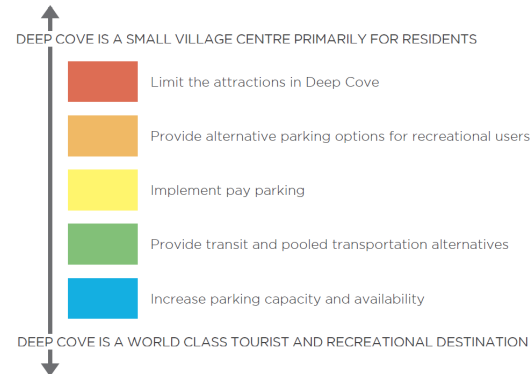 DEEP COVE IS A SMALL VILLAGE CENTRE PRIMARILY FOR RESIDENTS
Limit the attractions in Deep Cove
Provide alternative parking options for recreational users
Implement pay parking
Provide transit and pooled transportation alternatives
Increase parking capacity and availability
DEEP COVE IS A WORLD CLASS TOURIST AND RECREATIONAL DESTINATION